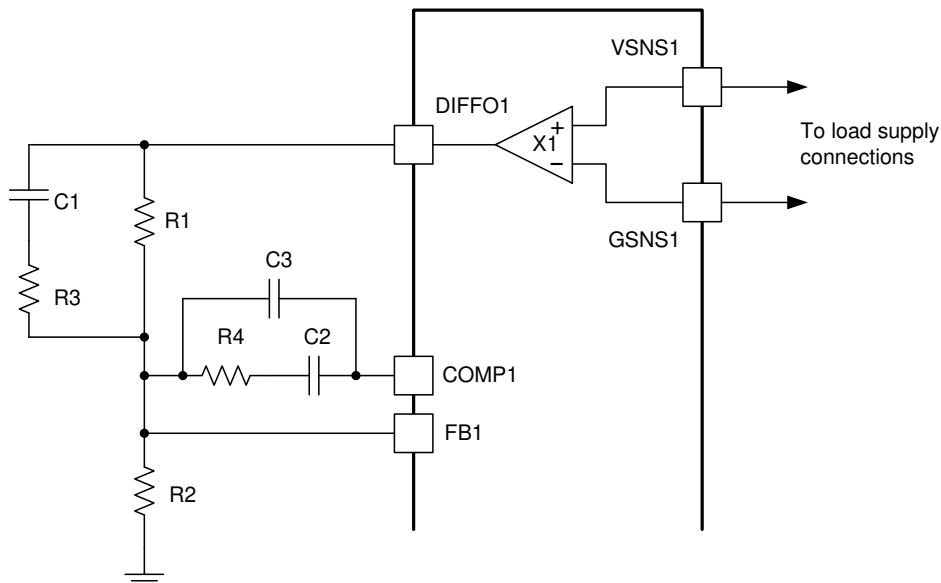 VSNS1
DIFFO1
X1
+
−
To load supply
connections
C1
R1
GSNS1
C3
R3
R4
C2
COMP1
FB1
R2